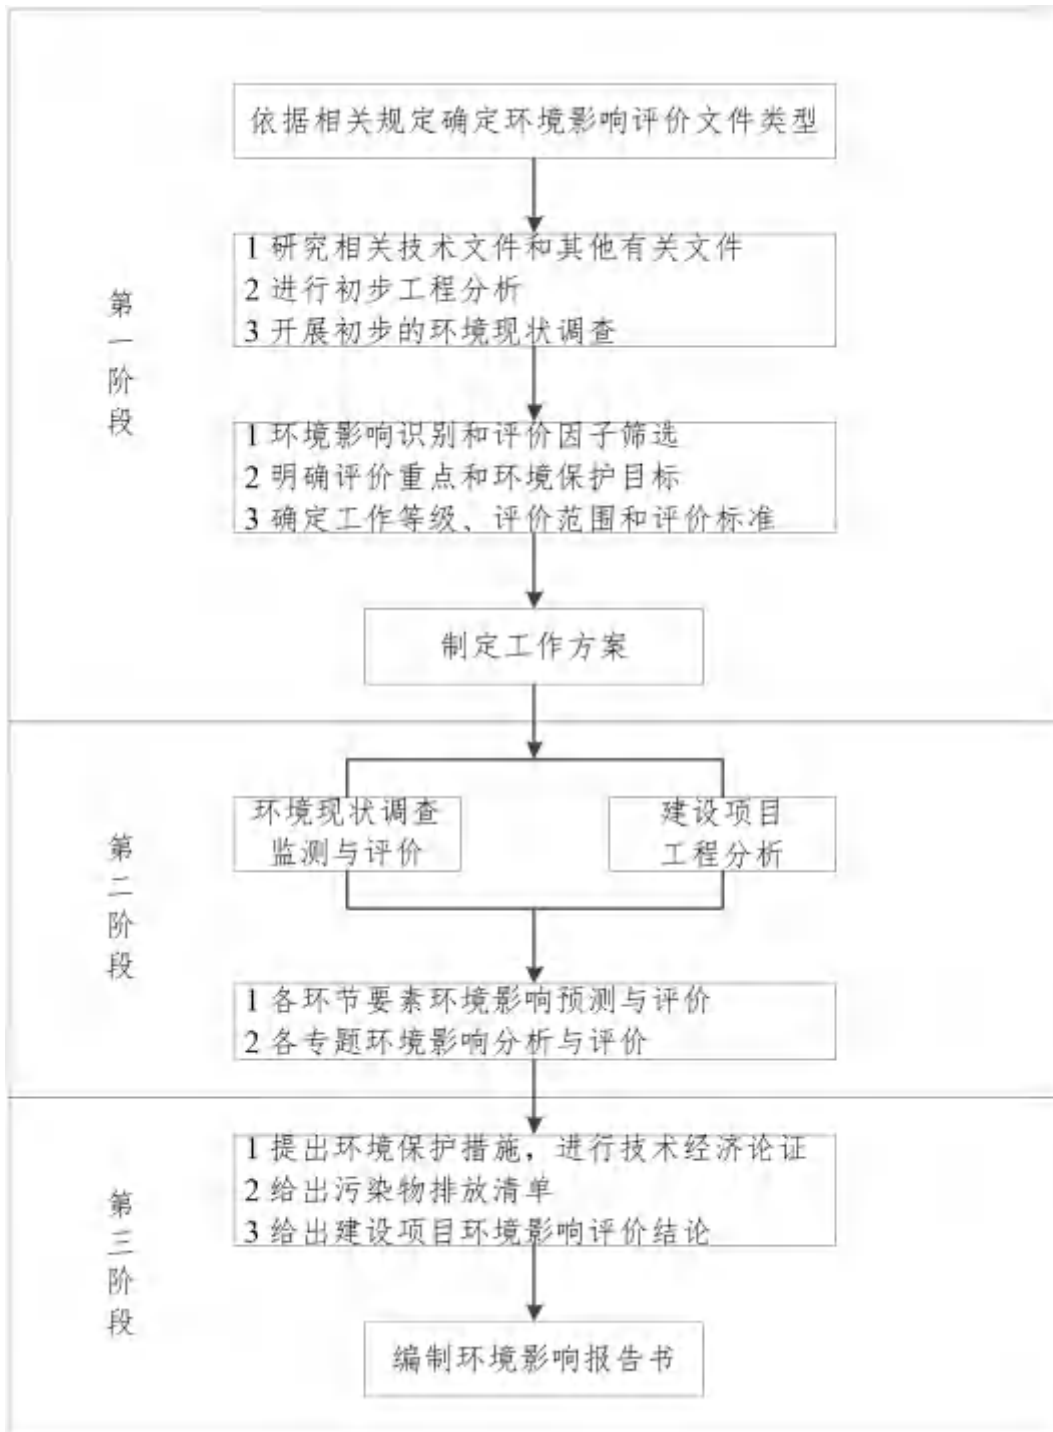 依据相关规定确定环境影响评价文件类型
1 研究相关技术文件和其他有关文件
2 进行初步工程分析
3 开展初步的环境现状调查
第一阶段
1 环境影响识别和评价因子筛选
2 明确评价重点和环境保护目标
3 确定工作等级、评价范围和评价标准
制定工作方案
环境现状调查
监测与评价
建设项目
工程分析
第二阶段
1 各环节要素环境影响预测与评价
2 各专题环境影响分析与评价
1 提出环境保护措施，进行技术经济论证
2 给出污染物排放清单
3 给出建设项目环境影响评价结论
第三阶段
编制环境影响报告书